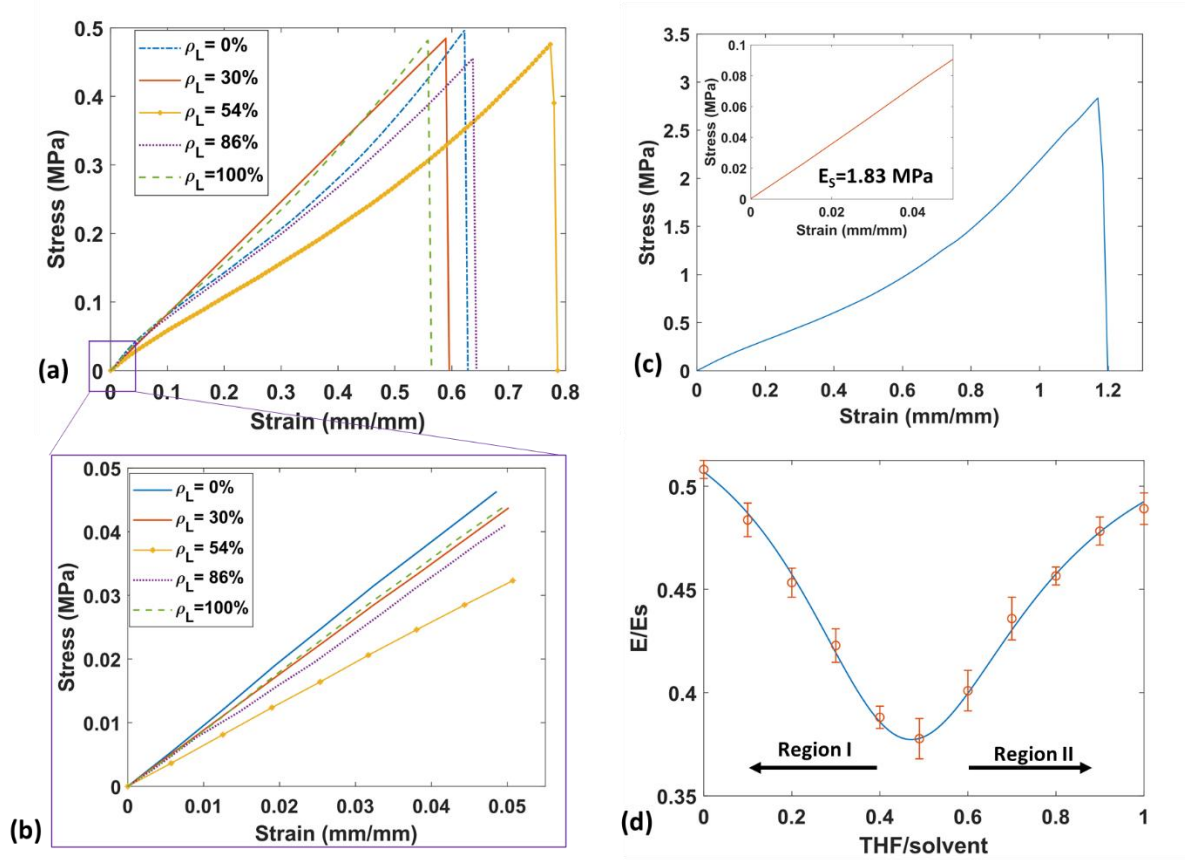 0.5
0.4
0.3
0.2
0.1
0
Stress (MPa)
ρL= 0%
ρL= 30%
ρL= 54%
ρL= 86%
ρL=100%
0 0.1 0.2 0.3 0.4 0.5 0.6 0.7 0.8
Strain (mm/mm)
(a)
3.5
3
2.5
2
1.5
1
0.5
0
Stress (MPa)
0.1
0.08
0.06
0.04
0.02
0
Stress (MPa)
ES=1.83 MPa
0 0.02 0.04
Strain (mm/mm)
0 0.2 0.4 0.6 0.8 1 1.2
Strain (mm/mm)
(c)
0.05
0.04
0.03
0.02
0.01
0
Stress (MPa)
ρL= 0%
ρL= 30%
ρL= 54%
ρL= 86%
ρL=100%
0 0.01 0.02 0.03 0.04 0.05
Strain (mm/mm)
(b)
0.5
0.45
0.4
0.35
E/Es
Region I
Region II
0 0.2 0.4 0.6 0.8 1
THF/solvent
(d)